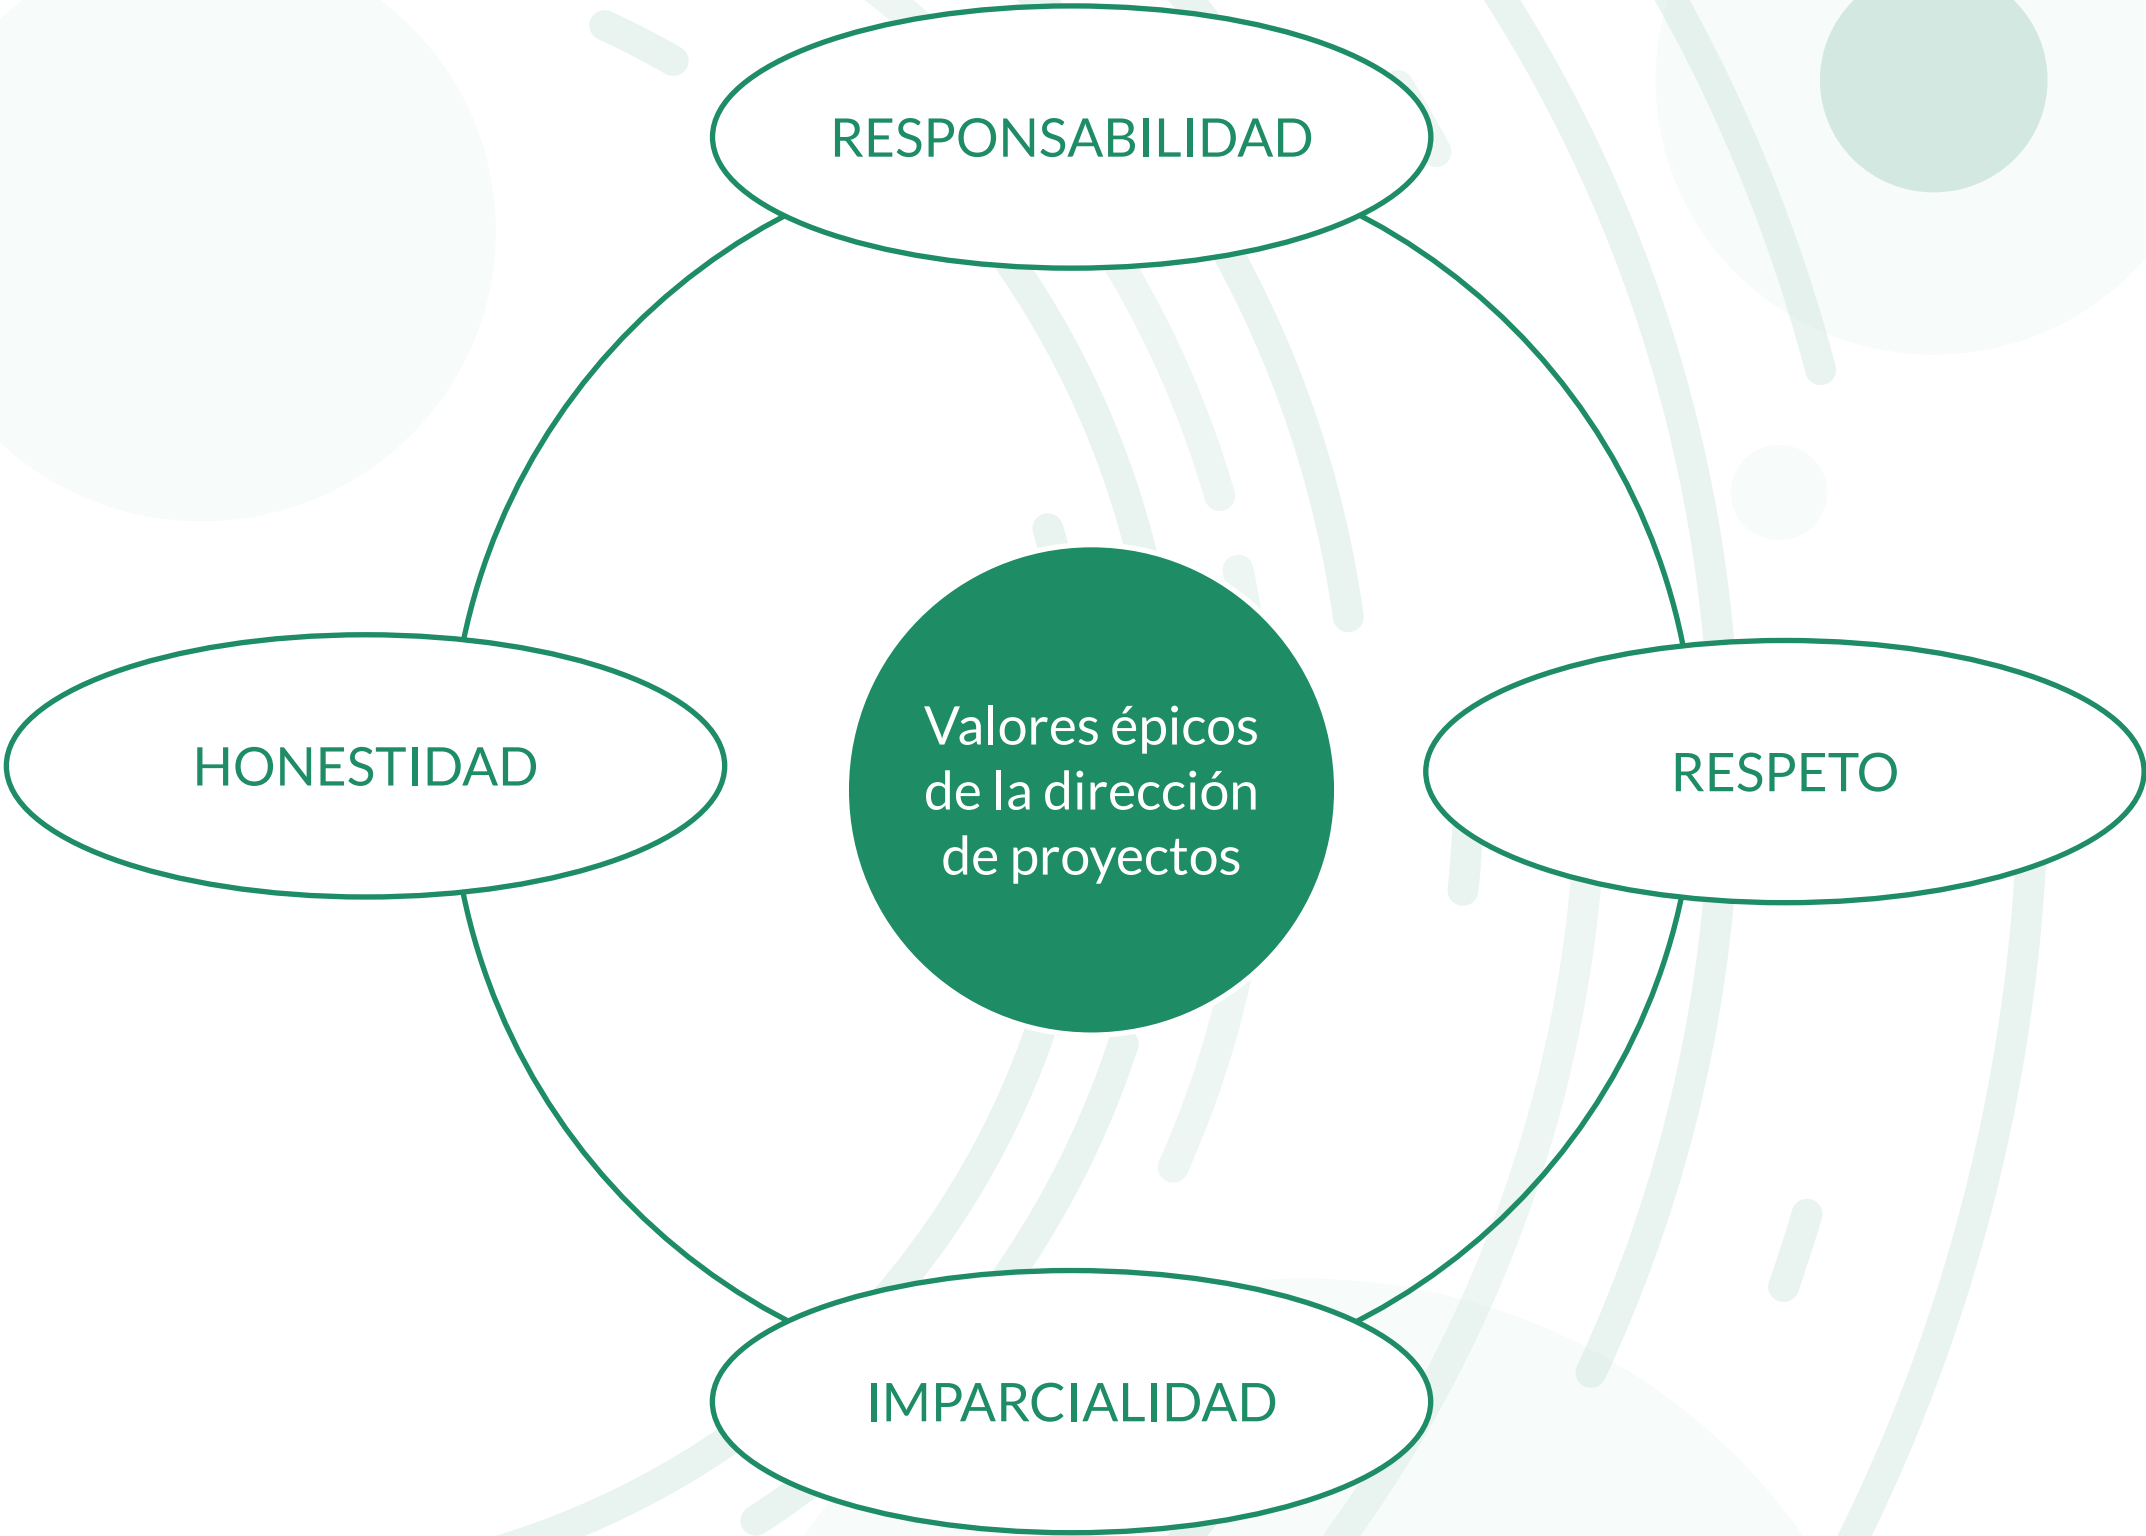 RESPONSABILIDAD
HONESTIDAD
Valores épicos
de la dirección
de proyectos
RESPETO
IMPARCIALIDAD